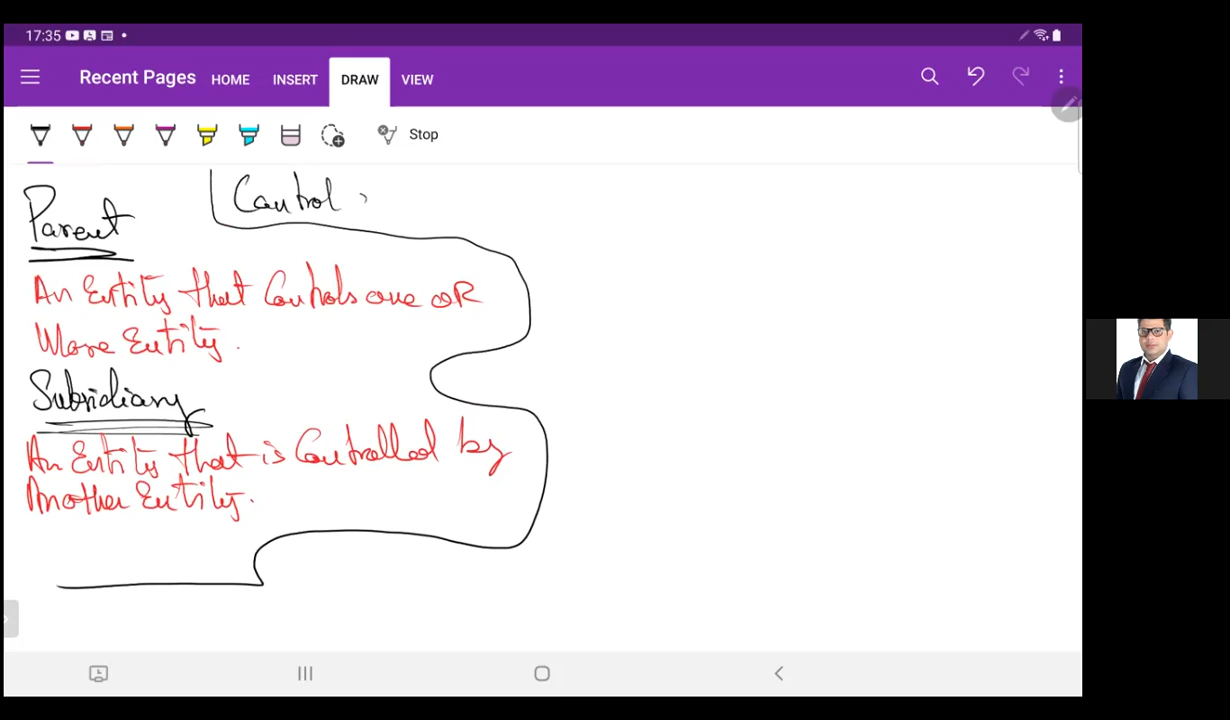 17:35
Recent Pages HOME INSERT DRAW VIEW
Stop
Control
Parent
An Entity that Controls one OR
More Entity.
Subsidiary
An Entity that is Controlled by
Another Entity.